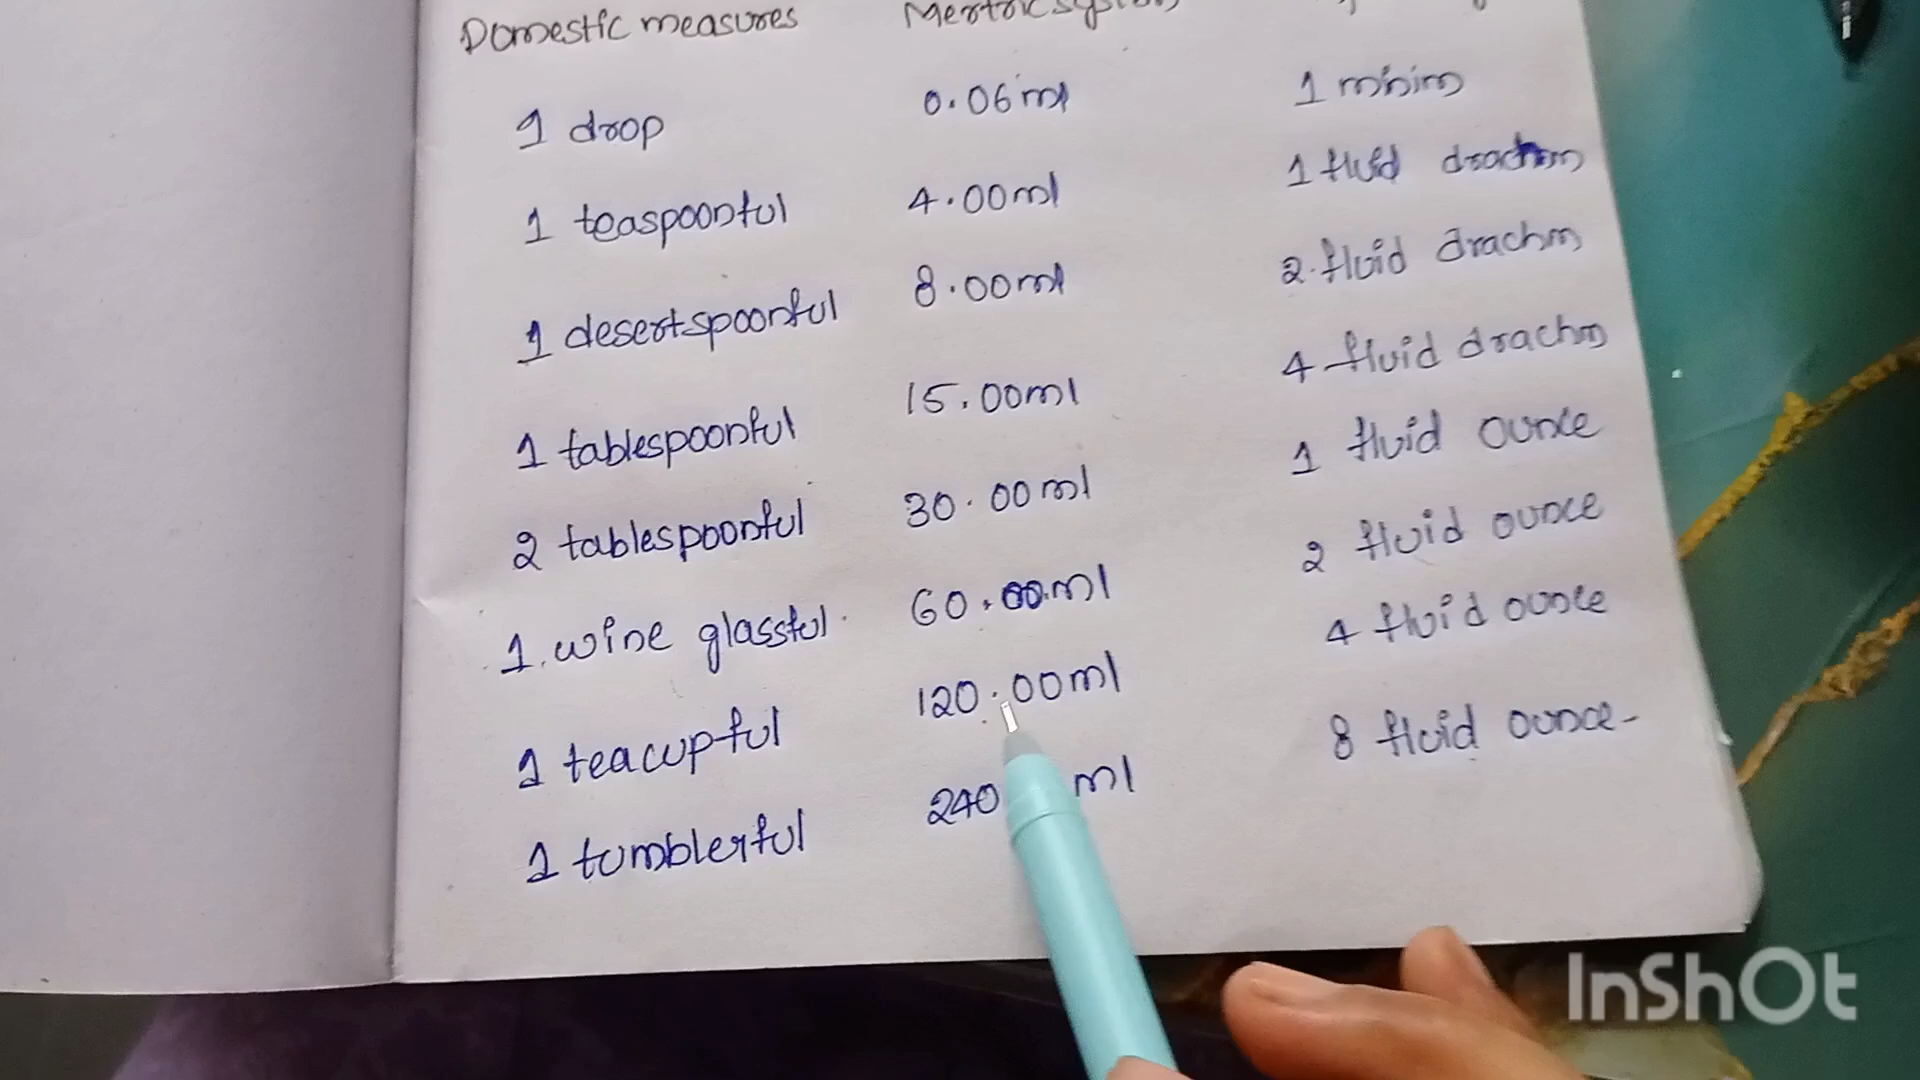 Domestic measures
1 drop 0.06ml 1 minim
1 teaspoonful 4.00ml 1 fluid drachm
1 desertspoonful 8.00ml 2 fluid drachm
1 tablespoonful 15.00ml 4 fluid drachm
2 tablespoonful 30.00ml 1 fluid ounce
1 wine glassful 60.00ml 2 fluid ounce
1 teacupful 120.00ml 4 fluid ounce
1 tumblerful 240 ml 8 fluid ounce
InShOt